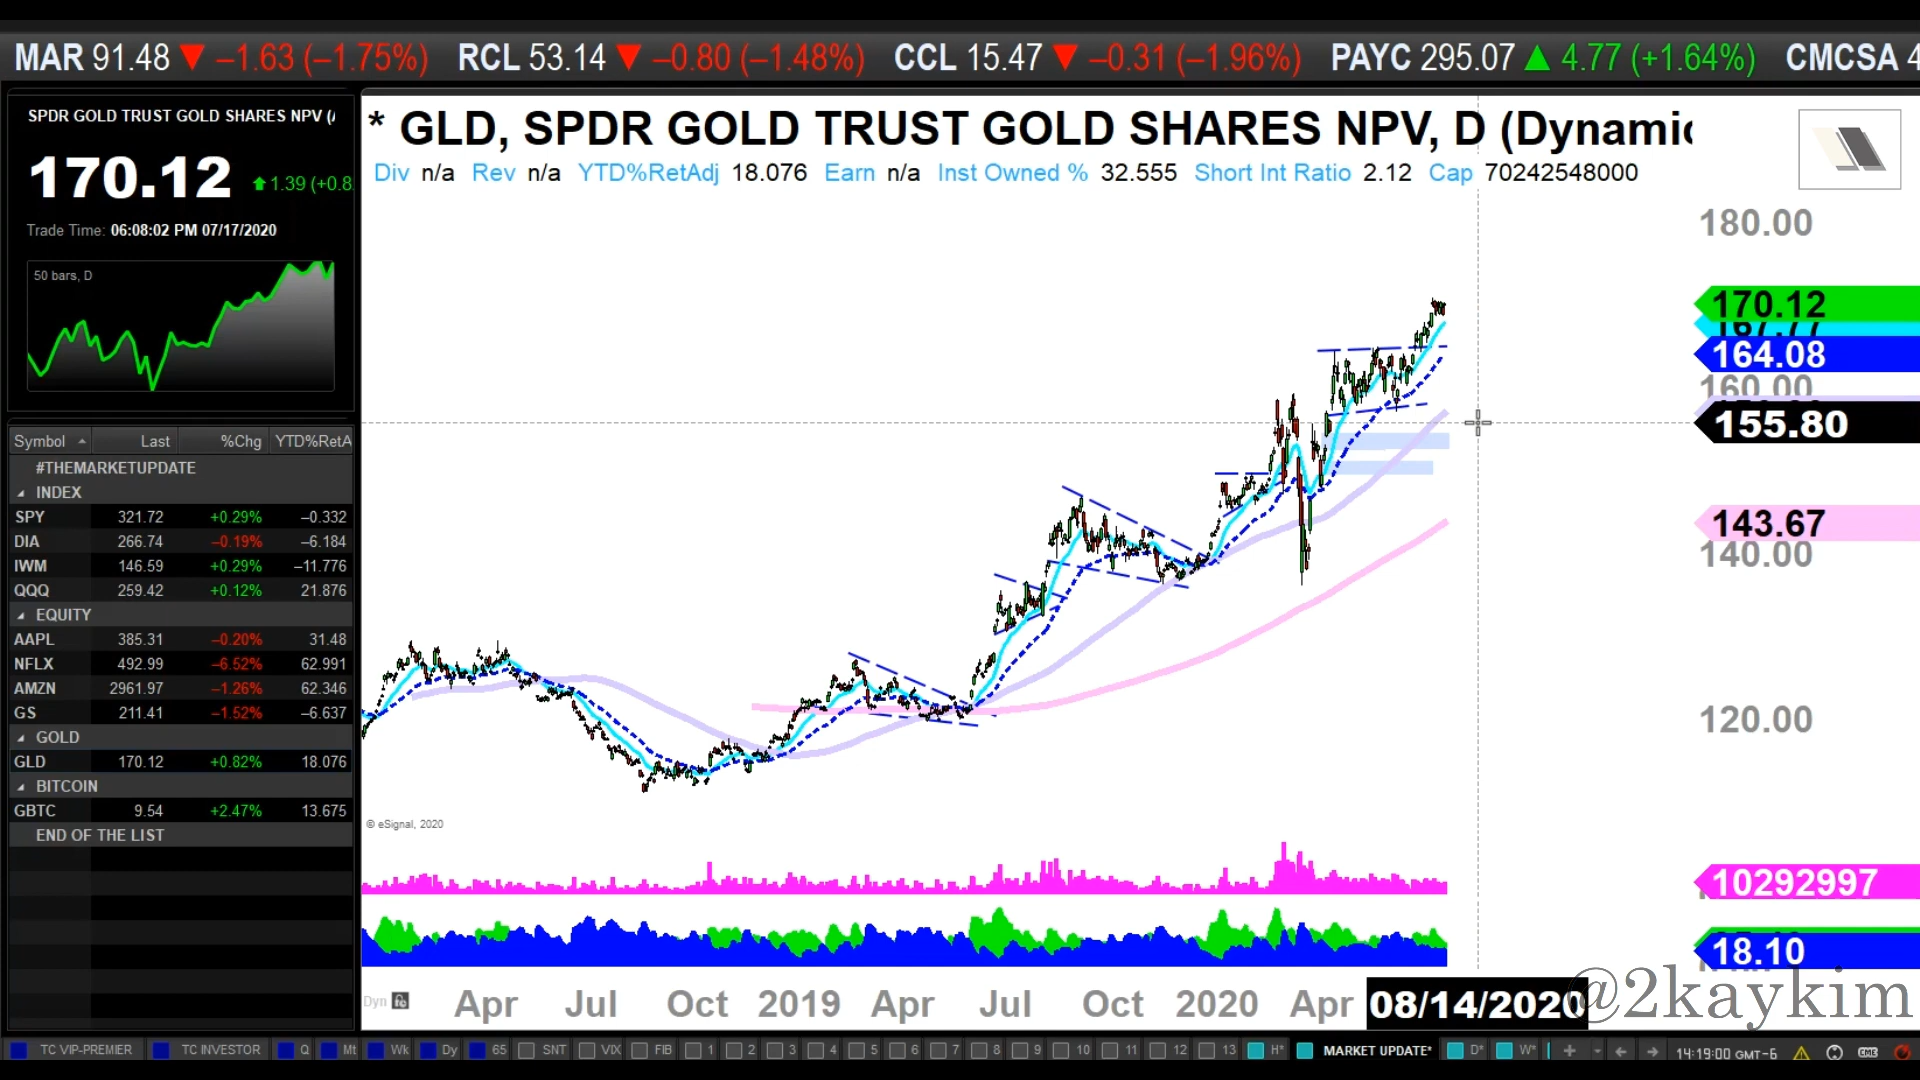 MAR 91.48 ▼ –1.63 (–1.75%) RCL 53.14 ▼ –0.80 (–1.48%) CCL 15.47 ▼ –0.31 (–1.96%) PAYC 295.07 ▲ 4.77 (+1.64%) CMCSA 4
SPDR GOLD TRUST GOLD SHARES NPV (
170.12 1.39 (+0.8
Trade Time: 06:08:02 PM 07/17/2020
50 bars, D
Symbol Last %Chg YTD%RetA
#THEMARKETUPDATE
INDEX
SPY 321.72 +0.29% –0.332
DIA 266.74 –0.19% –6.184
IWM 146.59 +0.29% –11.776
QQQ 259.42 +0.12% 21.876
EQUITY
AAPL 385.31 –0.20% 31.48
NFLX 492.99 –6.52% 62.991
AMZN 2961.97 –1.26% 62.346
GS 211.41 –1.52% –6.637
GOLD
GLD 170.12 +0.82% 18.076
BITCOIN
GBTC 9.54 +2.47% 13.675
END OF THE LIST
* GLD, SPDR GOLD TRUST GOLD SHARES NPV, D (Dynamic
Div n/a Rev n/a YTD%RetAdj 18.076 Earn n/a Inst Owned % 32.555 Short Int Ratio 2.12 Cap 70242548000
180.00
170.12
167.77
164.08
160.00
155.80
143.67
140.00
120.00
© eSignal, 2020
10292997
18.10
Dyn Apr Jul Oct 2019 Apr Jul Oct 2020 Apr 08/14/2020
@2kaykim
TC VIP-PREMIER TC INVESTOR Q Mt Wk Dy 65 SNT VIX FIB 1 2 3 4 5 6 7 8 9 10 11 12 13 H* MARKET UPDATE* D* W* 14:19:00 GMT-6 CME